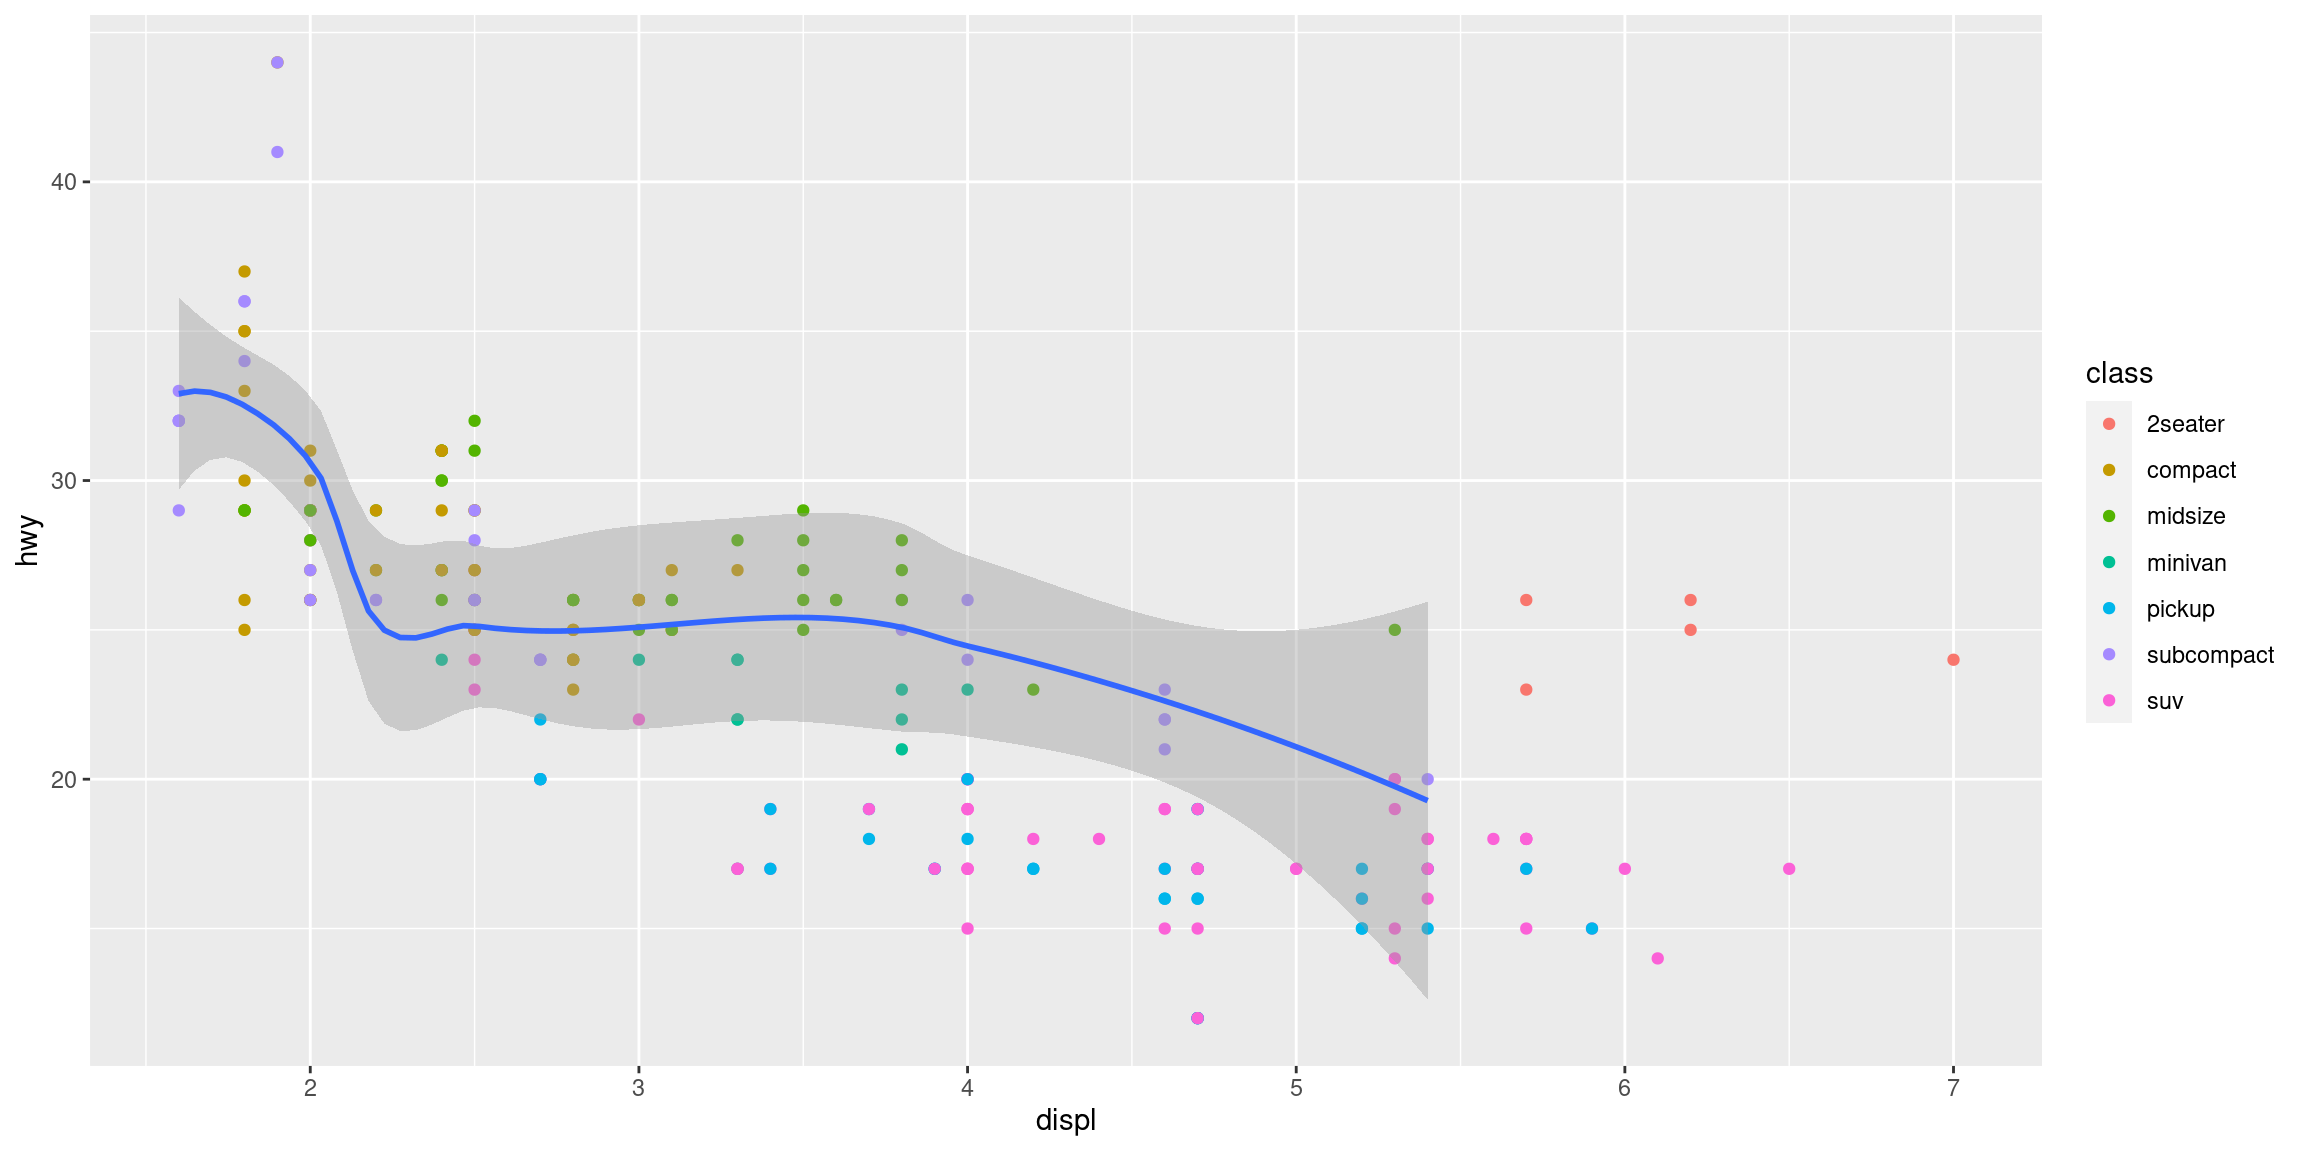 40
30
20
hwy
2 3 4 5 6 7
displ
class
2seater
compact
midsize
minivan
pickup
subcompact
suv